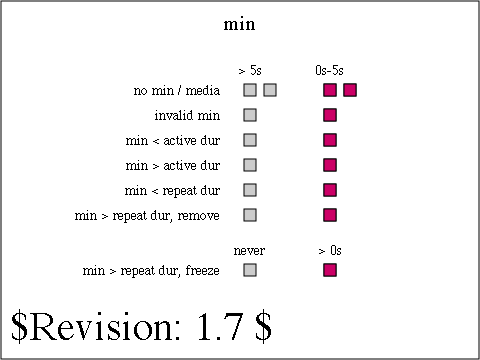 min
> 5s 0s-5s
no min / media
invalid min
min < active dur
min > active dur
min < repeat dur
min > repeat dur, remove
never > 0s
min > repeat dur, freeze
$Revision: 1.7 $